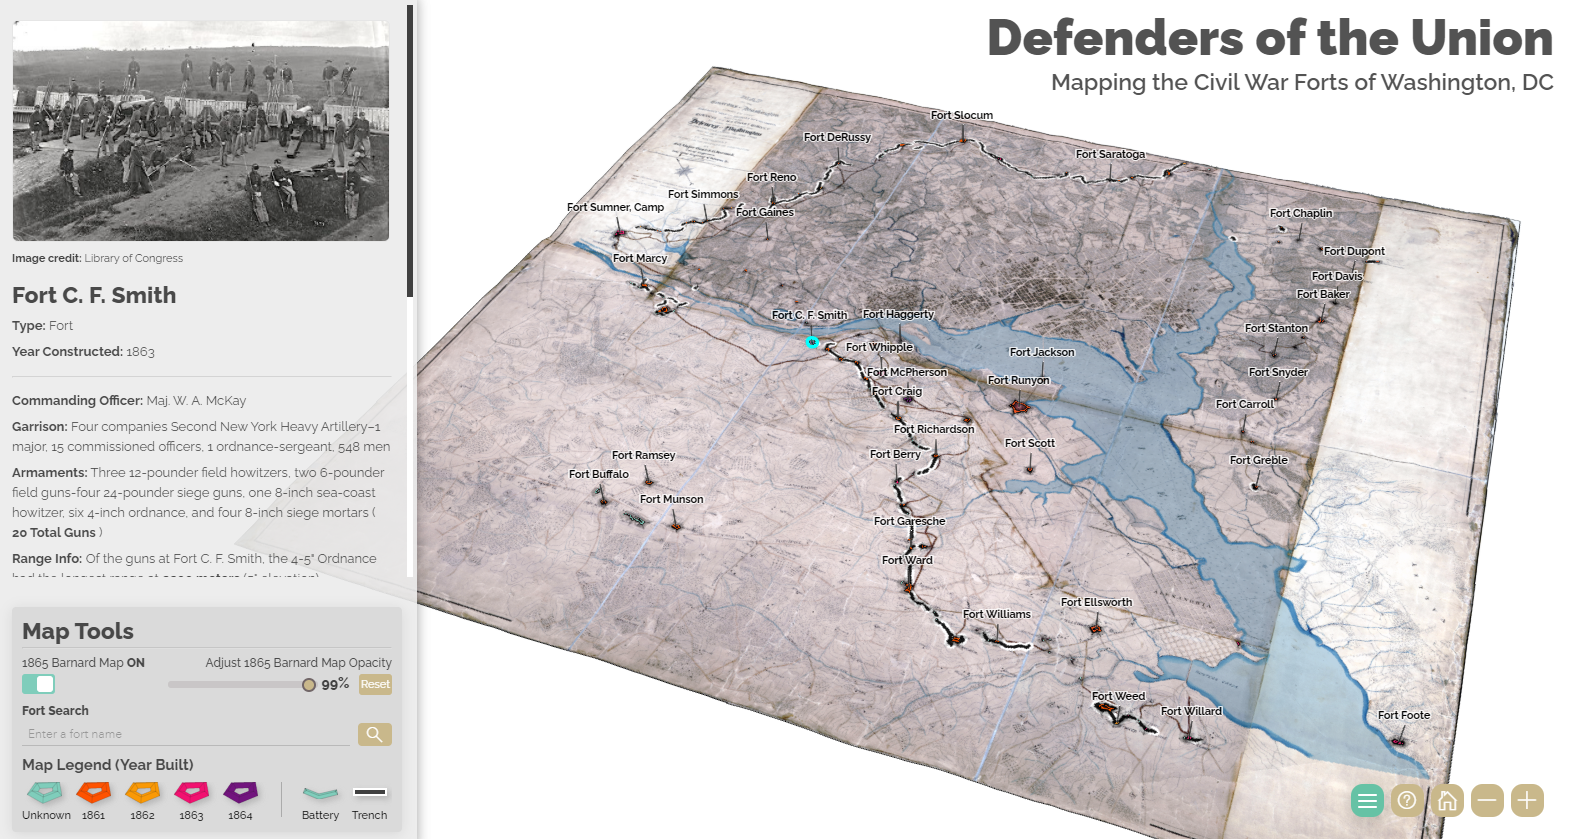 Defenders of the Union
Mapping the Civil War Forts of Washington, DC
Image credit: Library of Congress
Fort C. F. Smith
Type: Fort
Year Constructed: 1863
Commanding Officer: Maj. W. A. McKay
Garrison: Four companies Second New York Heavy Artillery–1
major, 15 commissioned officers, 1 ordnance-sergeant, 548 men
Armaments: Three 12-pounder field howitzers, two 6-pounder
field guns-four 24-pounder siege guns, one 8-inch sea-coast
howitzer, six 4-inch ordnance, and four 8-inch siege mortars (
20 Total Guns )
Range Info: Of the guns at Fort C. F. Smith, the 4-5" Ordnance
Map Tools
1865 Barnard Map ON
Adjust 1865 Barnard Map Opacity
99%
Reset
Fort Search
Enter a fort name
Map Legend (Year Built)
Unknown
1861
1862
1863
1864
Battery
Trench
Fort Slocum
Fort DeRussy
Fort Saratoga
Fort Reno
Fort Simmons
Fort Sumner, Camp
Fort Gaines
Fort Chaplin
Fort Dupont
Fort Marcy
Fort Davis
Fort Baker
Fort C. F. Smith
Fort Haggerty
Fort Stanton
Fort Whipple
Fort Jackson
Fort McPherson
Fort Snyder
Fort Runyon
Fort Craig
Fort Carroll
Fort Richardson
Fort Scott
Fort Ramsey
Fort Berry
Fort Greble
Fort Buffalo
Fort Munson
Fort Garesche
Fort Ward
ALEXANDRIA
Fort Ellsworth
Fort Williams
Fort Weed
Fort Willard
Fort Foote